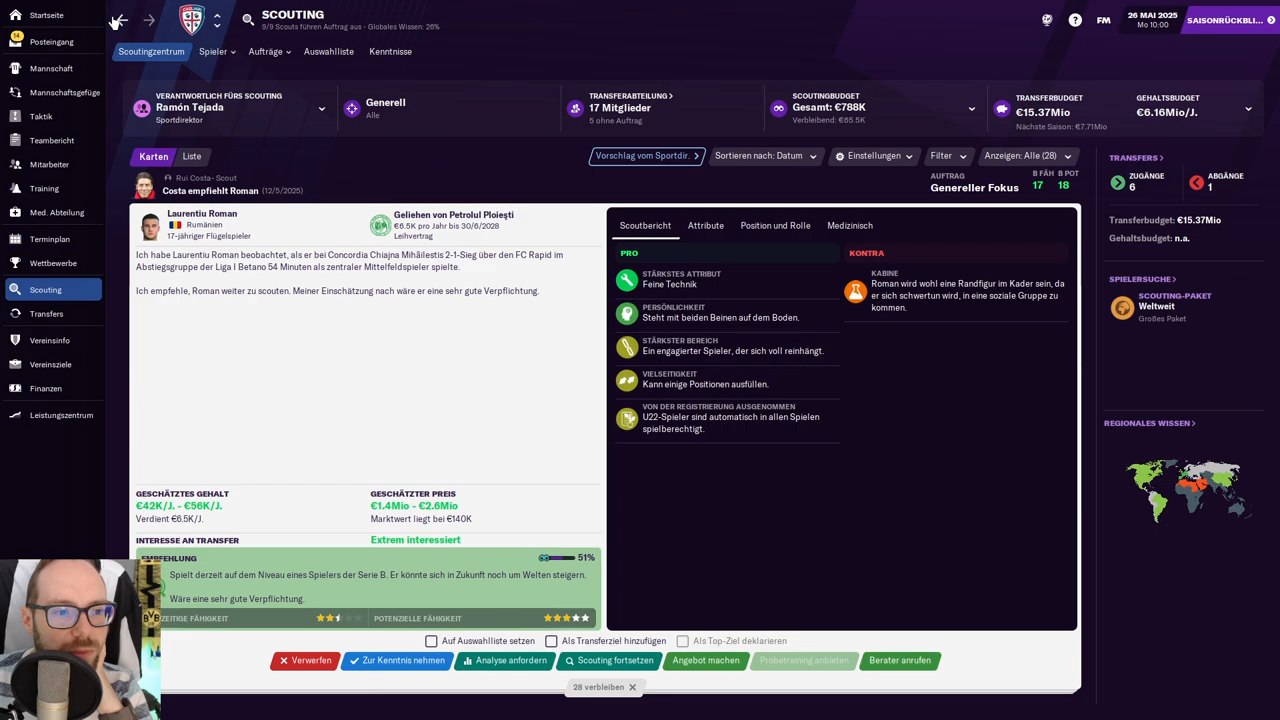 Startseite
14
Posteingang
Mannschaft
Mannschaftsgefüge
Taktik
Teambericht
Mitarbeiter
Training
Med. Abteilung
Terminplan
Wettbewerbe
Scouting
Transfers
Vereinsinfo
Vereinsziele
Finanzen
Leistungszentrum
SCOUTING
9/9 Scouts führen Auftrag aus - Globales Wissen: 26%
FM
26 MAI 2025
Mo 10:00
SAISONRÜCKBLI...
Scoutingzentrum
Spieler
Aufträge
Auswahlliste
Kenntnisse
VERANTWORTLICH FÜRS SCOUTING
Ramón Tejada
Sportdirektor
Generell
Alle
TRANSFERABTEILUNG
17 Mitglieder
5 ohne Auftrag
SCOUTINGBUDGET
Gesamt: €788K
Verbleibend: €65.5K
TRANSFERBUDGET
€15.37Mio
Nächste Saison: €7.71Mio
GEHALTSBUDGET
€6.16Mio/J.
Karten
Liste
Vorschlag vom Sportdir.
Sortieren nach: Datum
Einstellungen
Filter
Anzeigen: Alle (28)
Rui Costa- Scout
Costa empfiehlt Roman (12/5/2025)
AUFTRAG
Genereller Fokus
B FÄH
17
B POT
18
Laurentiu Roman
Rumänien
17-jähriger Flügelspieler
Geliehen von Petrolul Ploieşti
€6.5K pro Jahr bis 30/6/2028
Leihvertrag
Ich habe Laurentiu Roman beobachtet, als er bei Concordia Chiajna Mihăilestis 2-1-Sieg über den FC Rapid im
Abstiegsgruppe der Liga I Betano 54 Minuten als zentraler Mittelfeldspieler spielte.
Ich empfehle, Roman weiter zu scouten. Meiner Einschätzung nach wäre er eine sehr gute Verpflichtung.
GESCHÄTZTES GEHALT
€42K/J. - €56K/J.
Verdient €6.5K/J.
GESCHÄTZTER PREIS
€1.4Mio - €2.6Mio
Marktwert liegt bei €140K
INTERESSE AN TRANSFER
Extrem interessiert
EMPFEHLUNG
51%
Spielt derzeit auf dem Niveau eines Spielers der Serie B. Er könnte sich in Zukunft noch um Welten steigern.
Wäre eine sehr gute Verpflichtung.
ZEITIGE FÄHIGKEIT
POTENZIELLE FÄHIGKEIT
Scoutbericht
Attribute
Position und Rolle
Medizinisch
PRO
STÄRKSTES ATTRIBUT
Feine Technik
PERSÖNLICHKEIT
Steht mit beiden Beinen auf dem Boden.
STÄRKSTER BEREICH
Ein engagierter Spieler, der sich voll reinhängt.
VIELSEITIGKEIT
Kann einige Positionen ausfüllen.
VON DER REGISTRIERUNG AUSGENOMMEN
U22-Spieler sind automatisch in allen Spielen
spielberechtigt.
KONTRA
KABINE
Roman wird wohl eine Randfigur im Kader sein, da
er sich schwertun wird, in eine soziale Gruppe zu
kommen.
Auf Auswahlliste setzen
Als Transferziel hinzufügen
Als Top-Ziel deklarieren
Verwerfen
Zur Kenntnis nehmen
Analyse anfordern
Scouting fortsetzen
Angebot machen
Probetraining anbieten
Berater anrufen
28 verbleiben
TRANSFERS
ZUGÄNGE
6
ABGÄNGE
1
Transferbudget: €15.37Mio
Gehaltsbudget: n.a.
SPIELERSUCHE
SCOUTING-PAKET
Weltweit
Großes Paket
REGIONALES WISSEN
BVB